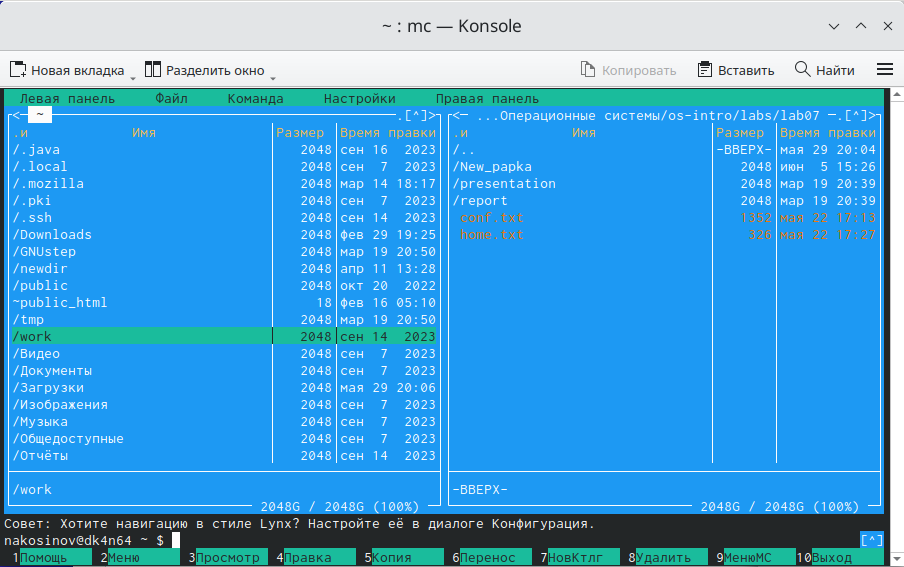 ~ : mc — Konsole
Новая вкладка Разделить окно Копировать Вставить Найти
Левая панель Файл Команда Настройки Правая панель
<— ~ .[^]> <— ...Операционные системы/os-intro/labs/lab07 —.[^]>
.и Имя Размер Время правки .и Имя Размер Время правки
/.java 2048 сен 16 2023 /.. -ВВЕРХ- мая 29 20:04
/.local 2048 сен 7 2023 /New_papka 2048 июн 5 15:26
/.mozilla 2048 мар 14 18:17 /presentation 2048 мар 19 20:39
/.pki 2048 сен 7 2023 /report 2048 мар 19 20:39
/.ssh 2048 сен 14 2023 conf.txt 1352 мая 22 17:13
/Downloads 2048 фев 29 19:25 home.txt 326 мая 22 17:27
/GNUstep 2048 мар 19 20:50
/newdir 2048 апр 11 13:28
/public 2048 окт 20 2022
~public_html 18 фев 16 05:10
/tmp 2048 мар 19 20:50
/work 2048 сен 14 2023
/Видео 2048 сен 7 2023
/Документы 2048 сен 7 2023
/Загрузки 2048 мая 29 20:06
/Изображения 2048 сен 7 2023
/Музыка 2048 сен 7 2023
/Общедоступные 2048 сен 7 2023
/Отчёты 2048 сен 14 2023
/work -ВВЕРХ-
2048G / 2048G (100%) 2048G / 2048G (100%)
Совет: Хотите навигацию в стиле Lynx? Настройте её в диалоге Конфигурация.
nakosinov@dk4n64 ~ $ [^]
1Помощь 2Меню 3Просмотр 4Правка 5Копия 6Перенос 7НовКтлг 8Удалить 9МенюMC 10Выход